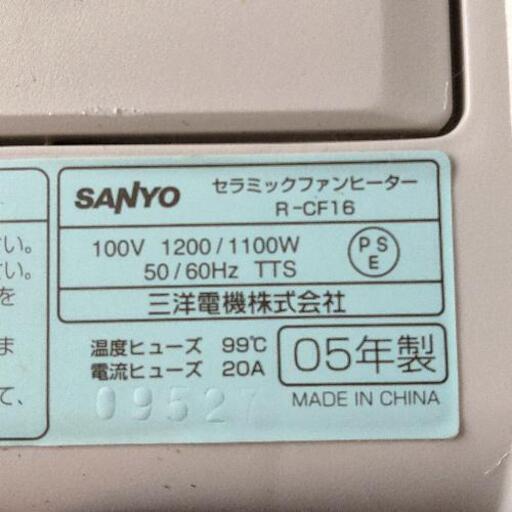 SANYO セラミックファンヒーター
R-CF16
100V 1200/1100W
50/60Hz TTS
PSE
三洋電機株式会社
温度ヒューズ 99℃
電流ヒューズ 20A
05年製
MADE IN CHINA
09527
い。
い。
を
ま
て、